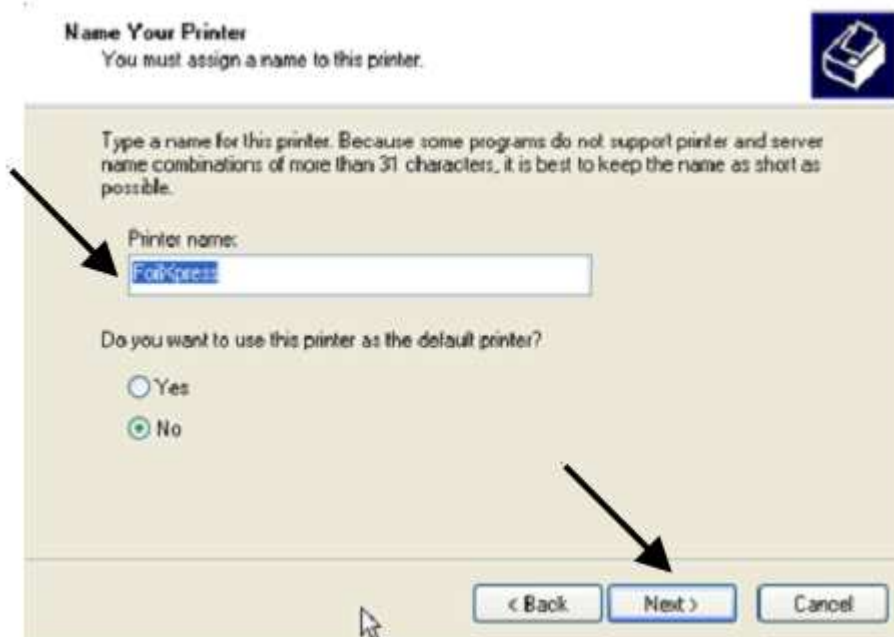 Name Your Printer
You must assign a name to this printer.
Type a name for this printer. Because some programs do not support printer and server
name combinations of more than 31 characters, it is best to keep the name as short as
possible.
Printer name:
FoilXpress
Do you want to use this printer as the default printer?
Yes
No
< Back
Next >
Cancel